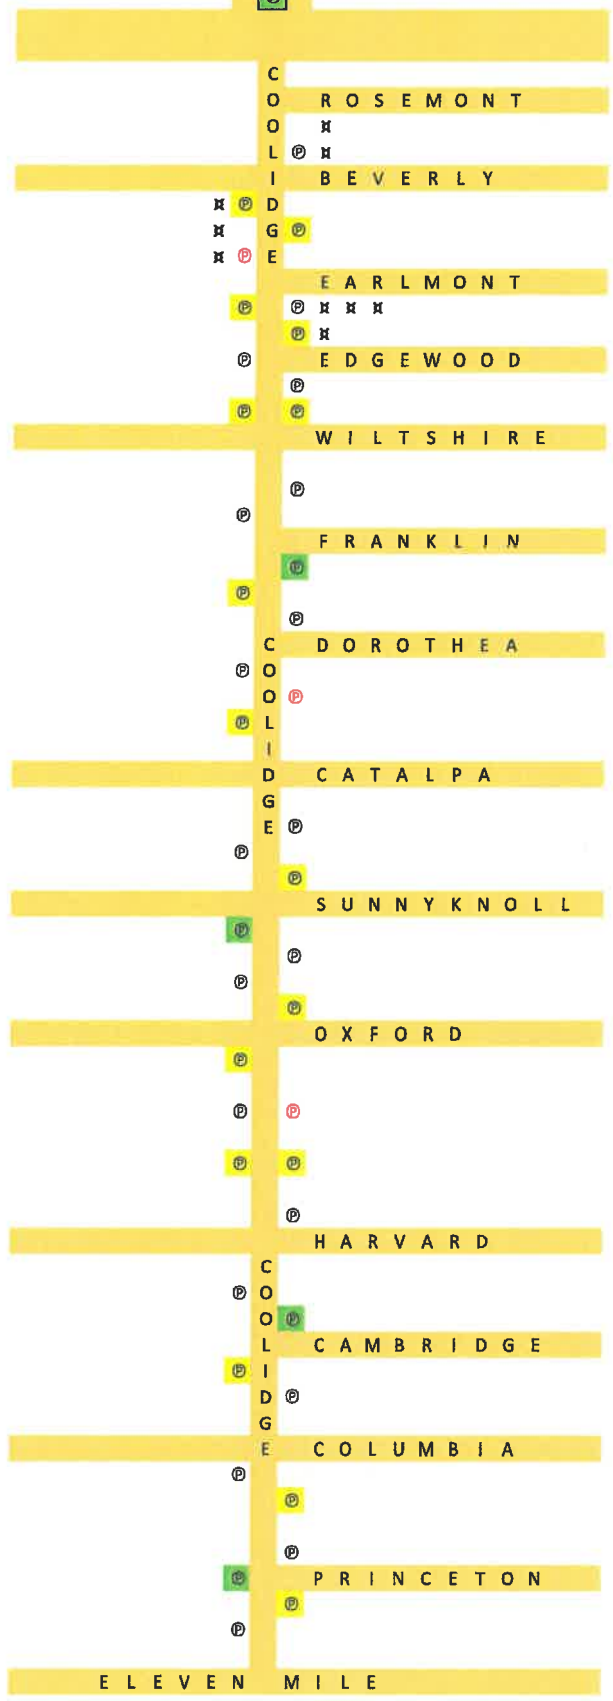 COOLIDGE
ROSEMONT
BEVERLY
EARLMONT
EDGEWOOD
WILTSHIRE
FRANKLIN
COOLIDGE
DOROTHEA
CATALPA
SUNNYKNOLL
OXFORD
HARVARD
COOLIDGE
CAMBRIDGE
COLUMBIA
PRINCETON
ELEVEN MILE